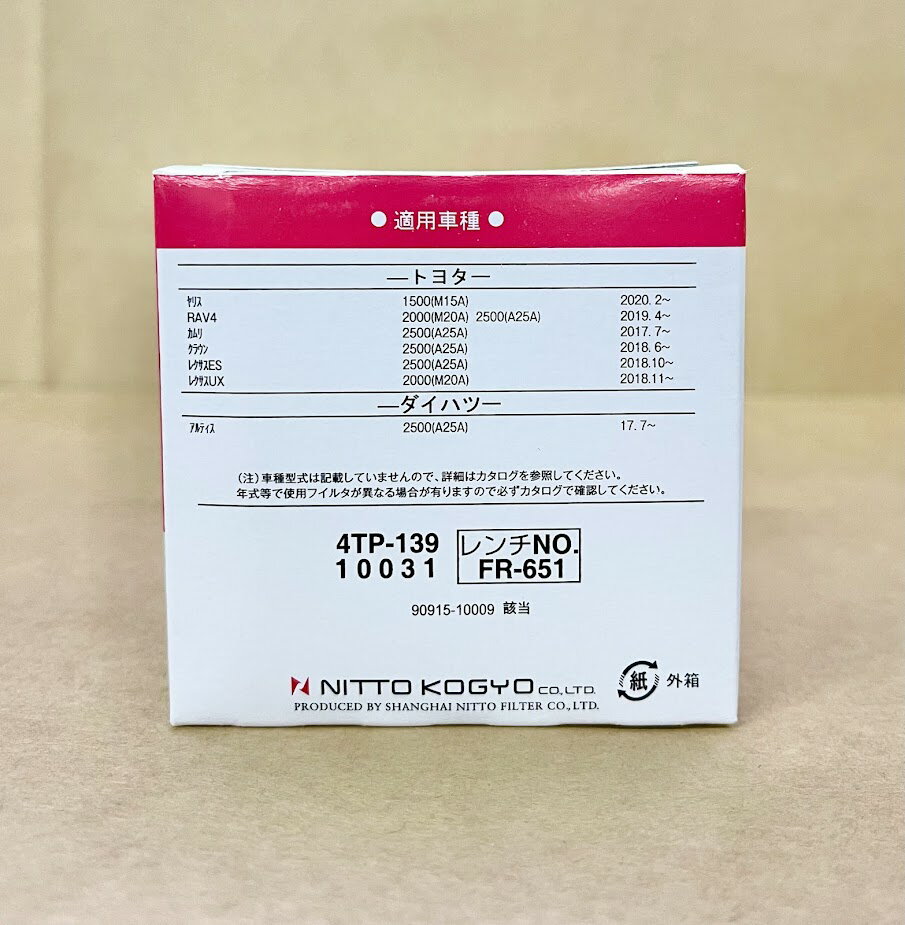 ● 適用車種 ●
―トヨタ―
ﾔﾘｽ 1500(M15A) 2020. 2~
RAV4 2000(M20A) 2500(A25A) 2019. 4~
ｶﾑﾘ 2500(A25A) 2017. 7~
ｸﾗｳﾝ 2500(A25A) 2018. 6~
ﾚｸｻｽES 2500(A25A) 2018.10~
ﾚｸｻｽUX 2000(M20A) 2018.11~
―ダイハツ―
ｱﾙﾃｨｽ 2500(A25A) 17. 7~
(注)車種型式は記載していませんので、詳細はカタログを参照してください。
年式等で使用フイルタが異なる場合が有りますので必ずカタログで確認してください。
4TP-139 レンチNO.
10031 FR-651
90915-10009 該当
NITTO KOGYO CO.,LTD. 紙 外箱
PRODUCED BY SHANGHAI NITTO FILTER CO., LTD.